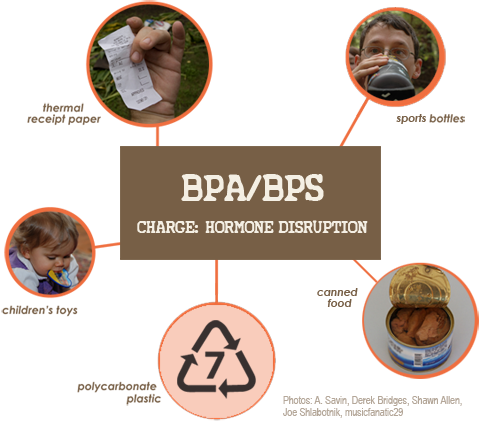 thermal
receipt paper
sports bottles
BPA/BPS
CHARGE: HORMONE DISRUPTION
children's toys
canned
food
7
polycarbonate
plastic
Photos: A. Savin, Derek Bridges, Shawn Allen,
Joe Shlabotnik, musicfanatic29